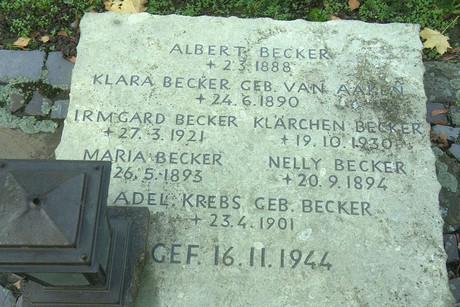 ALBERT BECKER
+ 2.3.1888
KLARA BECKER GEB. VAN AAKEN
+ 24.6.1890
IRMGARD BECKER KLÄRCHEN BECKER
+ 27.3.1921 + 19.10.1930
MARIA BECKER NELLY BECKER
26.5.1893 + 20.9.1894
ADEL. KREBS GEB. BECKER
+ 23.4.1901
GEF. 16.11.1944